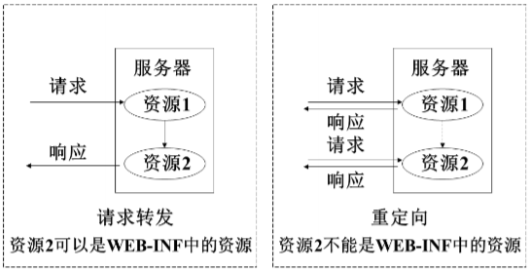 服务器
请求
资源1
响应
资源2
请求转发
资源2可以是WEB-INF中的资源
服务器
请求
资源1
响应
请求
资源2
响应
重定向
资源2不能是WEB-INF中的资源